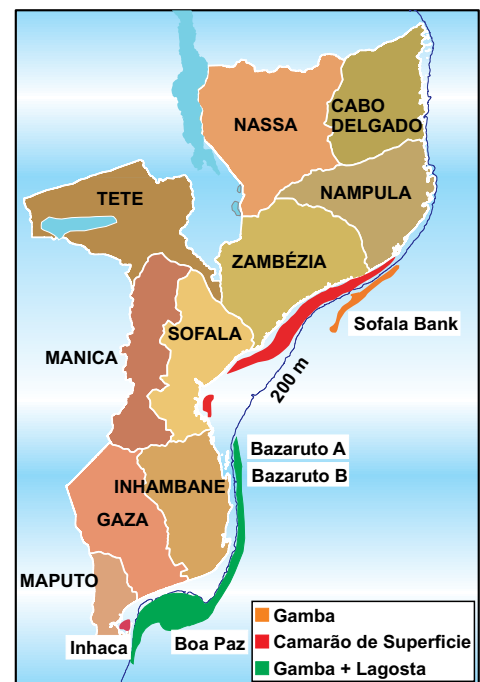 CABO
DELGADO
NASSA
NAMPULA
TETE
ZAMBÉZIA
SOFALA
Sofala Bank
MANICA
200 m
Bazaruto A
Bazaruto B
INHAMBANE
GAZA
MAPUTO
Inhaca
Boa Paz
Gamba
Camarão de Superficie
Gamba + Lagosta